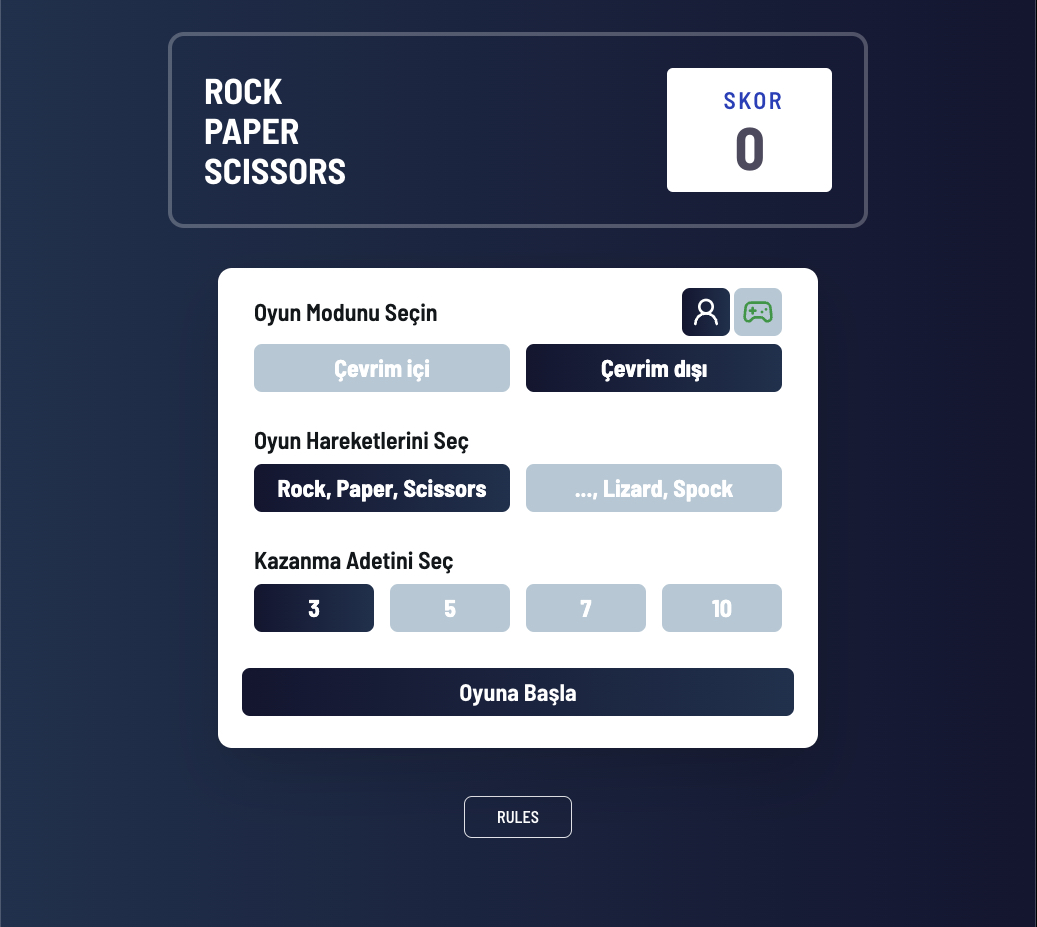 ROCK
PAPER
SCISSORS
SKOR
0
Oyun Modunu Seçin
Çevrim içi
Çevrim dışı
Oyun Hareketlerini Seç
Rock, Paper, Scissors
..., Lizard, Spock
Kazanma Adetini Seç
3
5
7
10
Oyuna Başla
RULES